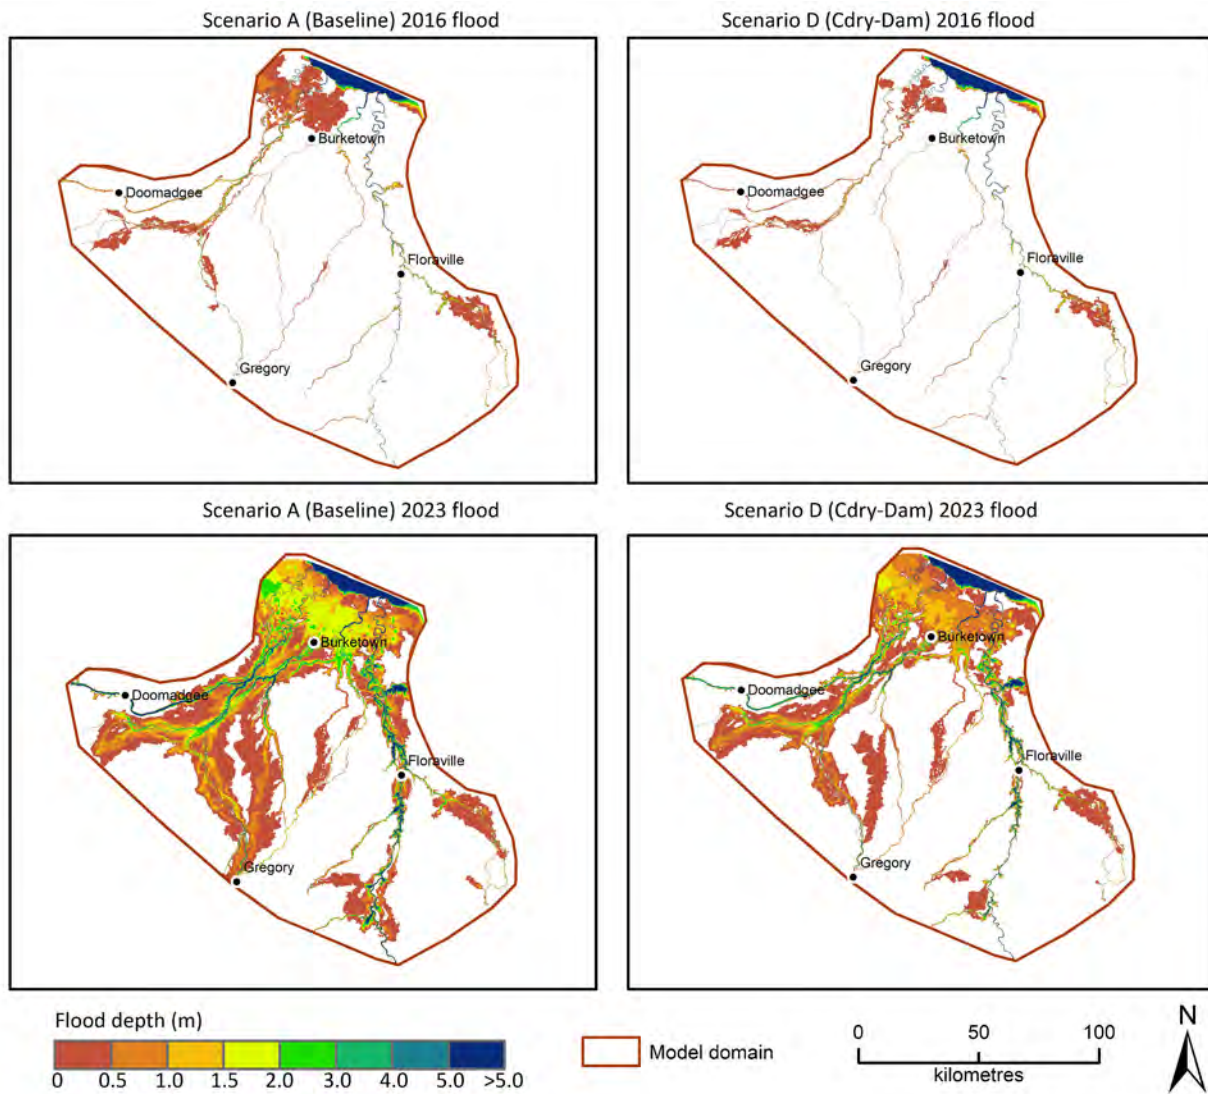 Scenario A (Baseline) 2016 flood
Scenario D (Cdry-Dam) 2016 flood
Burketown
Doomadgee
Floraville
Gregory
Burketown
Doomadgee
Floraville
Gregory
Scenario A (Baseline) 2023 flood
Scenario D (Cdry-Dam) 2023 flood
Burketown
Doomadgee
Floraville
Gregory
Burketown
Doomadgee
Floraville
Gregory
Flood depth (m)
0 0.5 1.0 1.5 2.0 3.0 4.0 5.0 >5.0
Model domain
0 50 100
kilometres
N